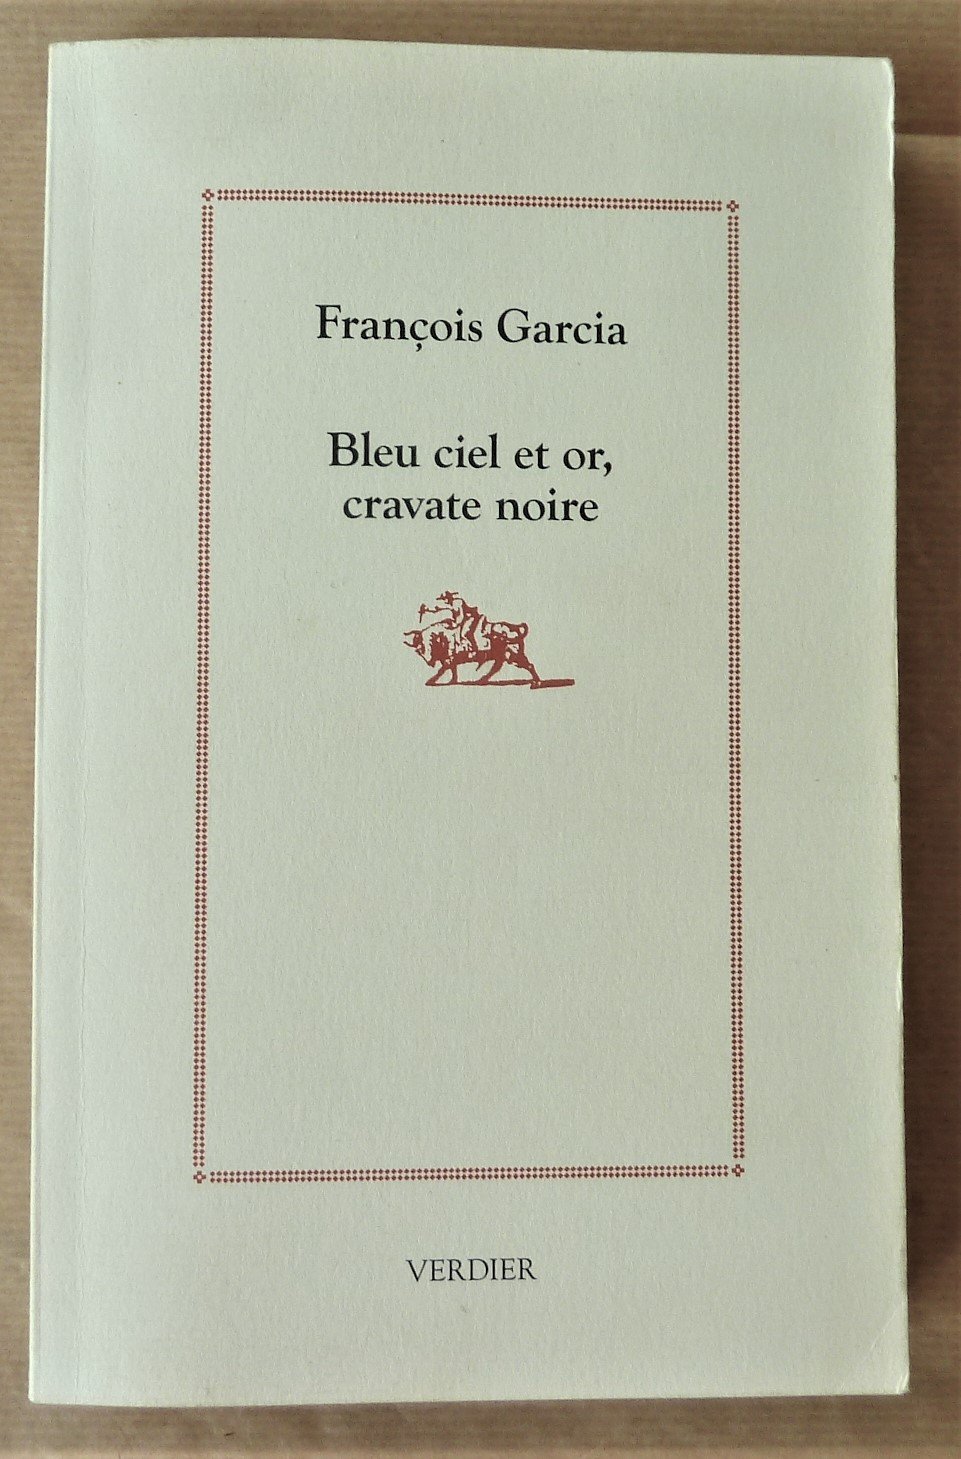 François Garcia
Bleu ciel et or,
cravate noire
VERDIER